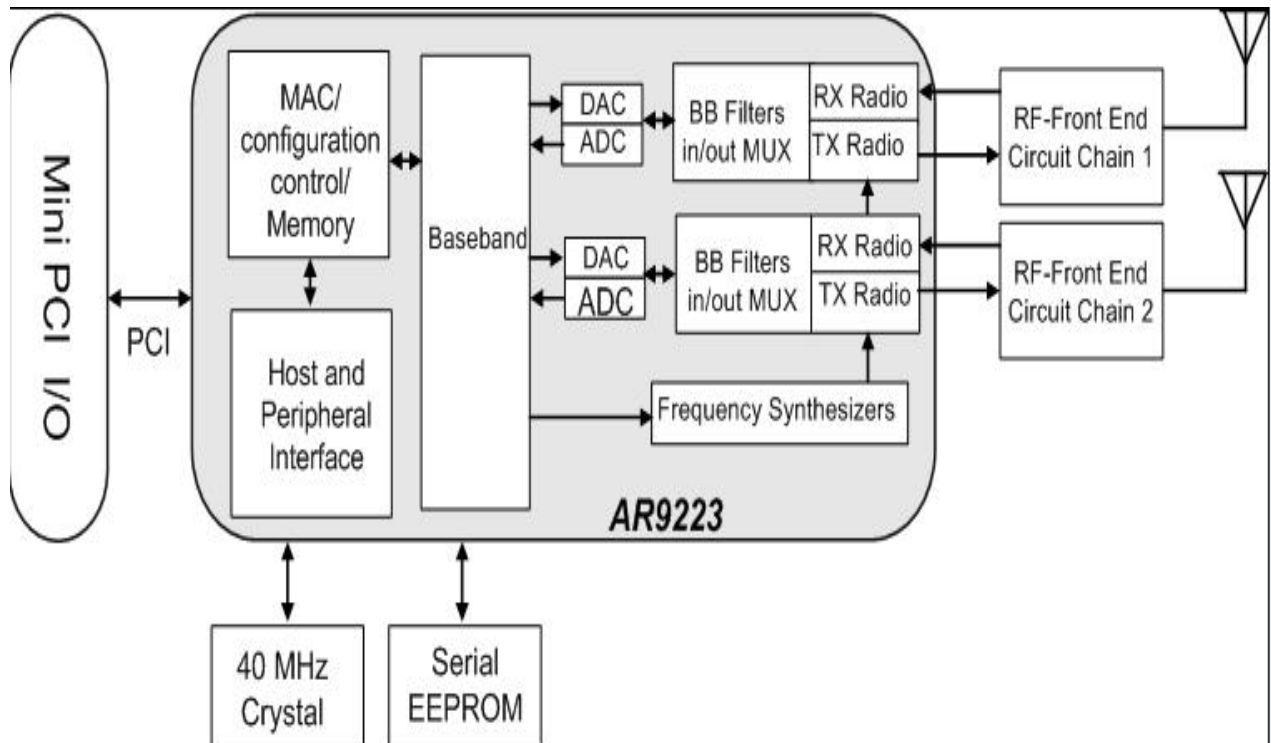 Mini PCI I/O
PCI
MAC/
configuration
control/
Memory
Host and
Peripheral
Interface
Baseband
DAC
ADC
BB Filters
in/out MUX
RX Radio
TX Radio
RF-Front End
Circuit Chain 1
DAC
ADC
BB Filters
in/out MUX
RX Radio
TX Radio
RF-Front End
Circuit Chain 2
Frequency Synthesizers
AR9223
40 MHz
Crystal
Serial
EEPROM